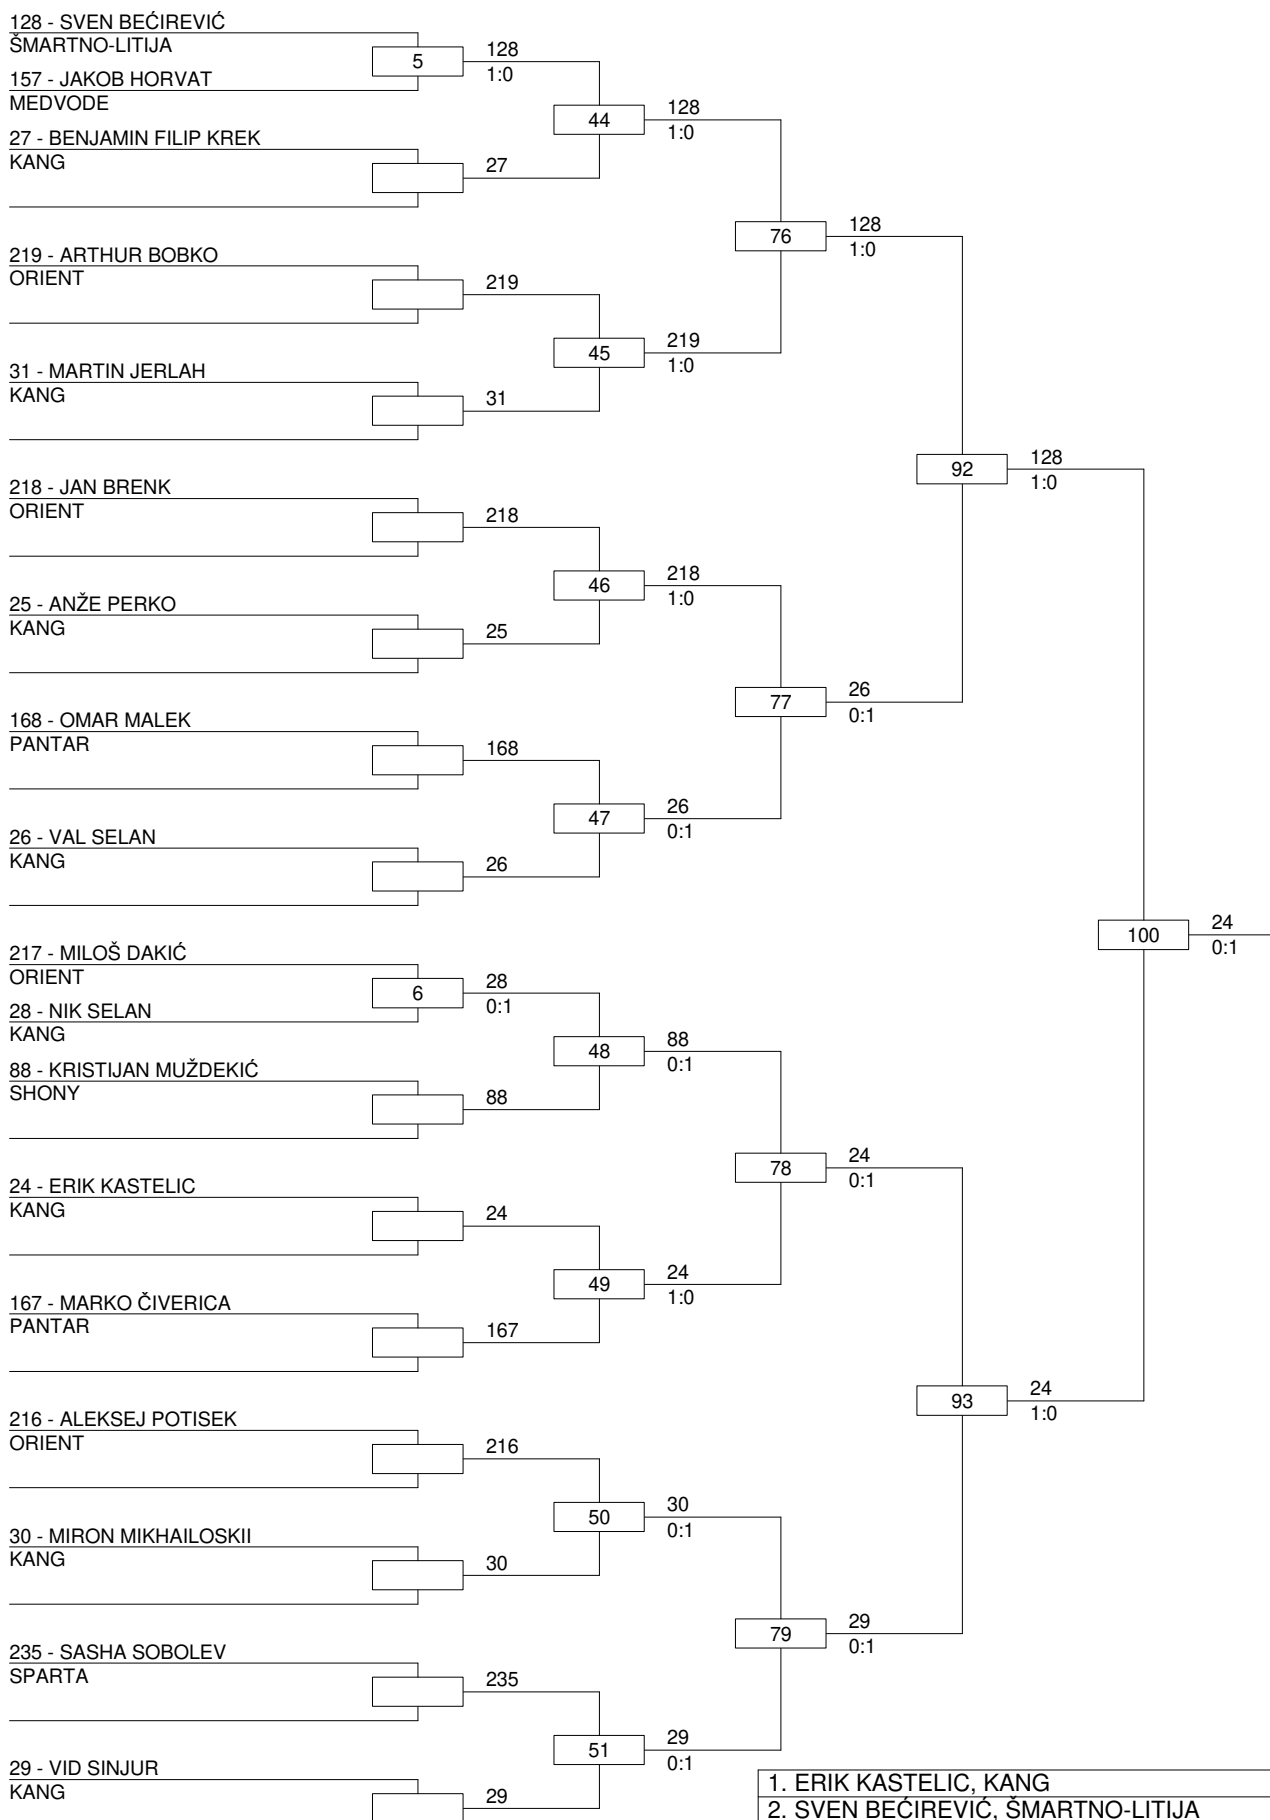 128 - SVEN BEĆIREVIĆ
ŠMARTNO-LITIJA
5
128
1:0
157 - JAKOB HORVAT
MEDVODE
44
128
1:0
27 - BENJAMIN FILIP KREK
KANG
27
76
128
1:0
219 - ARTHUR BOBKO
ORIENT
219
45
219
1:0
31 - MARTIN JERLAH
KANG
31
92
128
1:0
218 - JAN BRENK
ORIENT
218
46
218
1:0
25 - ANŽE PERKO
KANG
25
77
26
0:1
168 - OMAR MALEK
PANTAR
168
47
26
0:1
26 - VAL SELAN
KANG
26
100
24
0:1
217 - MILOŠ DAKIĆ
ORIENT
6
28
0:1
28 - NIK SELAN
KANG
48
88
0:1
88 - KRISTIJAN MUŽDEKIĆ
SHONY
88
78
24
0:1
24 - ERIK KASTELIC
KANG
24
49
24
1:0
167 - MARKO ČIVERICA
PANTAR
167
93
24
1:0
216 - ALEKSEJ POTISEK
ORIENT
216
50
30
0:1
30 - MIRON MIKHAILOSKII
KANG
30
79
29
0:1
235 - SASHA SOBOLEV
SPARTA
235
51
29
0:1
29 - VID SINJUR
KANG
29
1. ERIK KASTELIC, KANG
2. SVEN BEĆIREVIĆ, ŠMARTNO-LITIJA